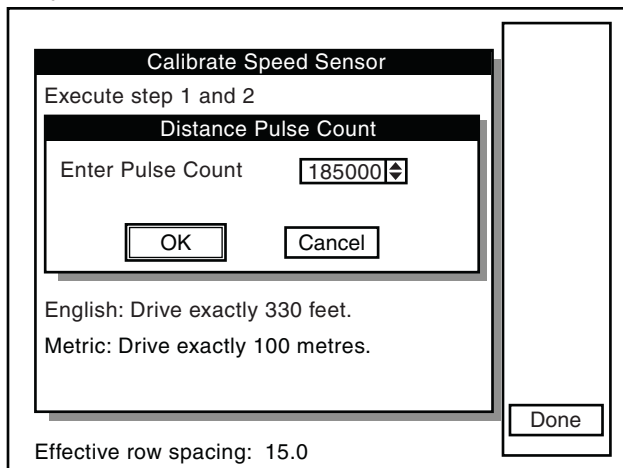 Calibrate Speed Sensor
Execute step 1 and 2
Distance Pulse Count
Enter Pulse Count 185000
OK Cancel
English: Drive exactly 330 feet.
Metric: Drive exactly 100 metres.
Done
Effective row spacing: 15.0